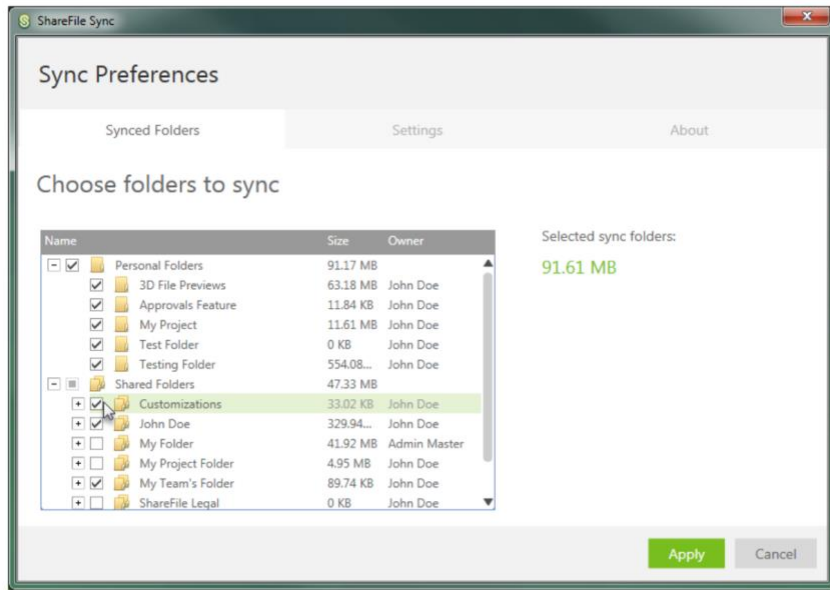 ShareFile Sync
Sync Preferences
Synced Folders Settings About
Choose folders to sync
Name Size Owner
Personal Folders 91.17 MB
3D File Previews 63.18 MB John Doe
Approvals Feature 11.84 KB John Doe
My Project 11.61 MB John Doe
Test Folder 0 KB John Doe
Testing Folder 554.08... John Doe
Shared Folders 47.33 MB
Customizations 33.02 KB John Doe
John Doe 329.94... John Doe
My Folder 41.92 MB Admin Master
My Project Folder 4.95 MB John Doe
My Team's Folder 89.74 KB John Doe
ShareFile Legal 0 KB John Doe
Selected sync folders:
91.61 MB
Apply Cancel